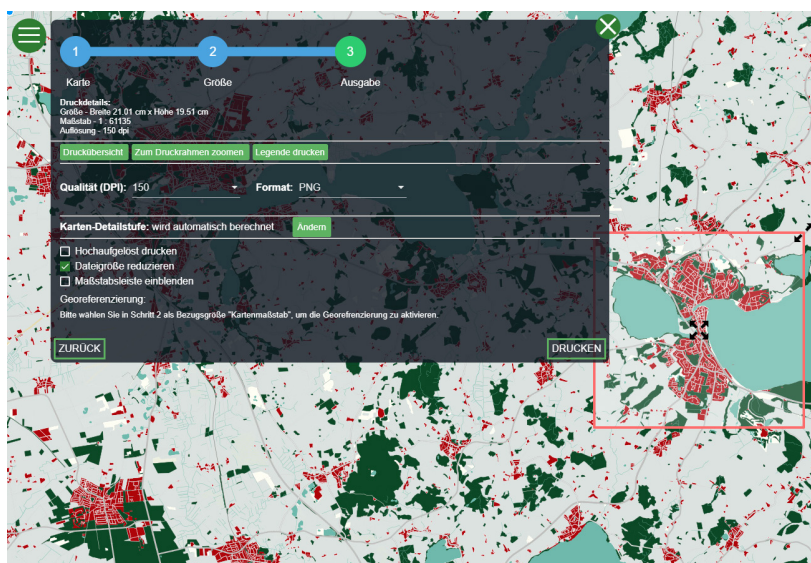 1 2 3
Karte Größe Ausgabe
Druckdetails:
Größe - Breite 21.01 cm x Höhe 19.51 cm
Maßstab - 1 : 61135
Auflösung - 150 dpi
Druckübersicht Zum Druckrahmen zoomen Legende drucken
Qualität (DPI): 150 Format: PNG
Karten-Detailstufe: wird automatisch berechnet Ändern
Hochaufgelöst drucken
Dateigröße reduzieren
Maßstabsleiste einblenden
Georeferenzierung:
Bitte wählen Sie in Schritt 2 als Bezugsgröße "Kartenmaßstab", um die Georefrenzierung zu aktivieren.
ZURÜCK DRUCKEN